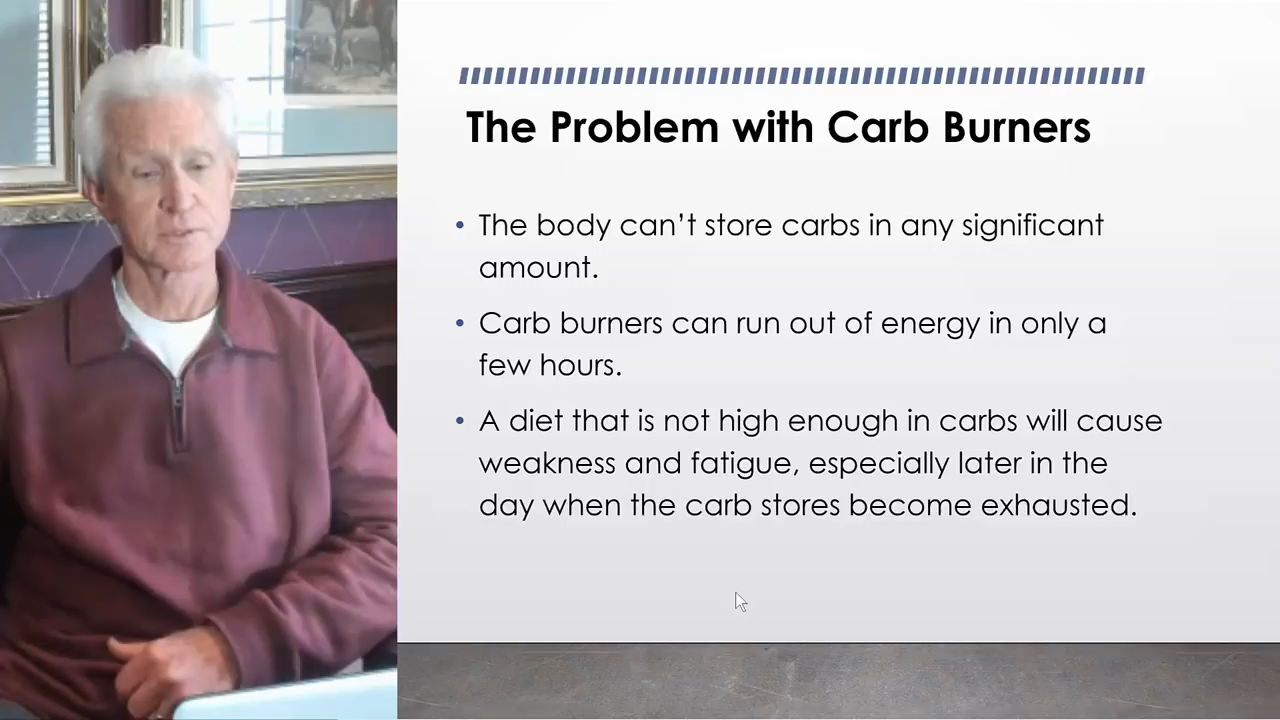 The Problem with Carb Burners
• The body can’t store carbs in any significant
amount.
• Carb burners can run out of energy in only a
few hours.
• A diet that is not high enough in carbs will cause
weakness and fatigue, especially later in the
day when the carb stores become exhausted.